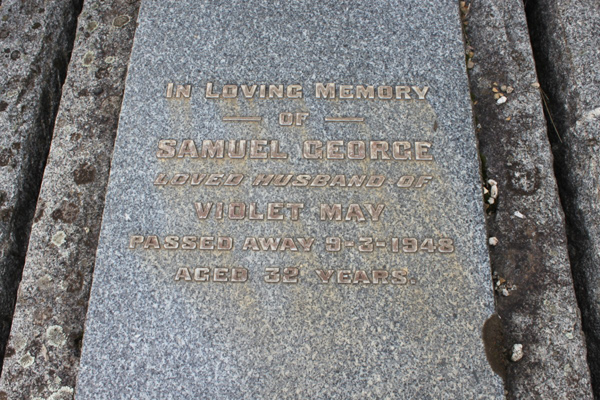 IN LOVING MEMORY
— OF —
SAMUEL GEORGE
LOVED HUSBAND OF
VIOLET MAY
PASSED AWAY 9-3-1948
AGED 32 YEARS.